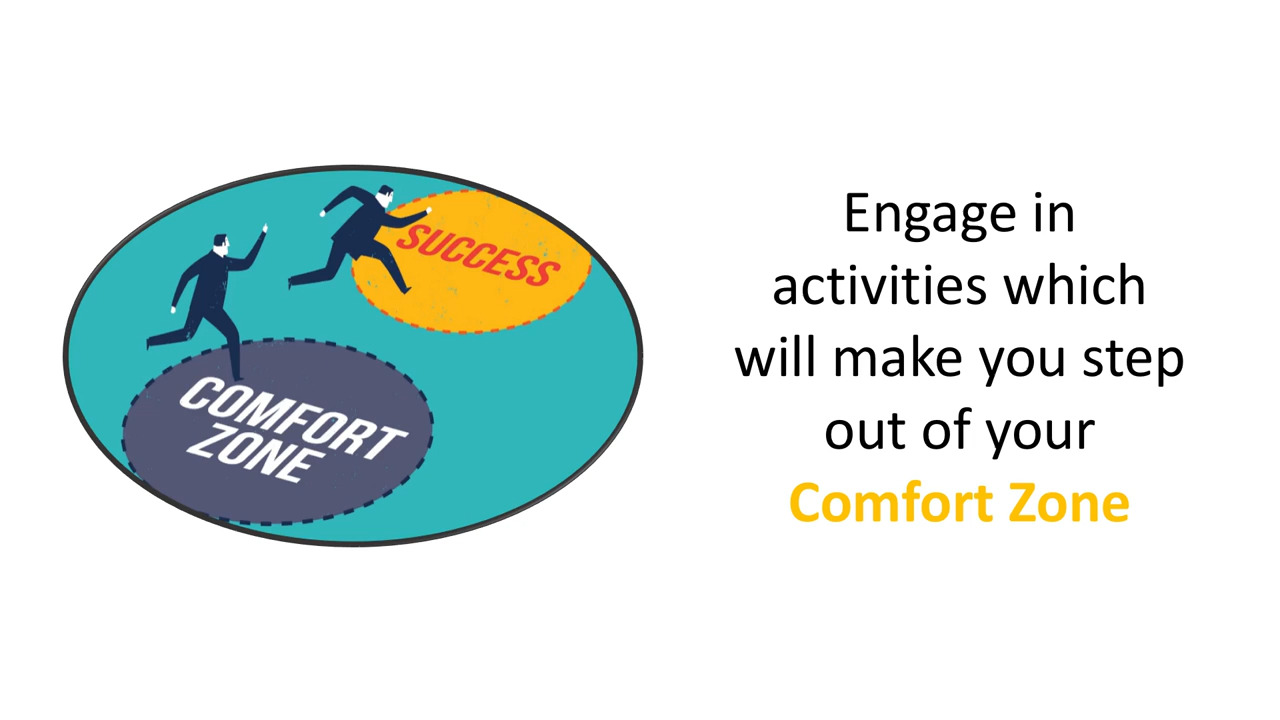 SUCCESS
COMFORT
ZONE
Engage in
activities which
will make you step
out of your
Comfort Zone